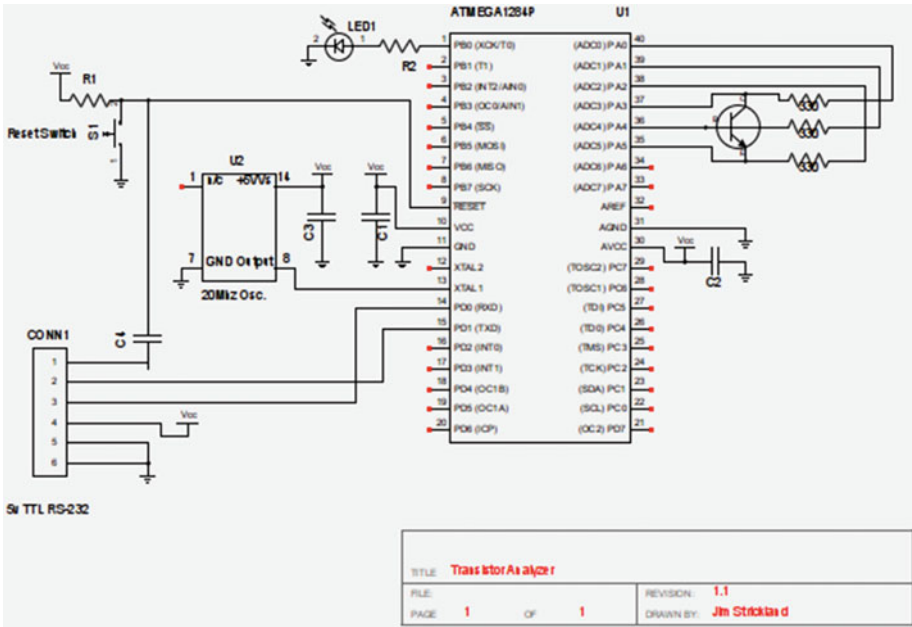 ATMEGA1284P U1
LED1
2 1
R2
Vcc
R1
2
Reset Switch
S1
1
U2
1 n/c +5VVs 14
7 GND Output 8
20Mhz Osc.
Vcc
C3
Vcc
C1
C4
CONN1
1
2
3
4
5
6
Vcc
5v TTL RS-232
1 PB0 (XCK/T0)
2 PB1 (T1)
3 PB2 (INT2/AIN0)
4 PB3 (OC0/AIN1)
5 PB4 (SS)
6 PB5 (MOSI)
7 PB6 (MISO)
8 PB7 (SCK)
9 RESET
10 VCC
11 GND
12 XTAL2
13 XTAL1
14 PD0 (RXD)
15 PD1 (TXD)
16 PD2 (INT0)
17 PD3 (INT1)
18 PD4 (OC1B)
19 PD5 (OC1A)
20 PD6 (ICP)
(ADC0) PA0 40
(ADC1) PA1 39
(ADC2) PA2 38
(ADC3) PA3 37
(ADC4) PA4 36
(ADC5) PA5 35
(ADC6) PA6 34
(ADC7) PA7 33
AREF 32
AGND 31
AVCC 30
(TOSC2) PC7 29
(TOSC1) PC6 28
(TDI) PC5 27
(TDO) PC4 26
(TMS) PC3 25
(TCK) PC2 24
(SDA) PC1 23
(SCL) PC0 22
(OC2) PD7 21
C
B
E
330
330
330
Vcc
C2
TITLE Transistor Analyzer
FILE:
REVISION: 1.1
PAGE 1 OF 1
DRAWN BY: Jim Strickland